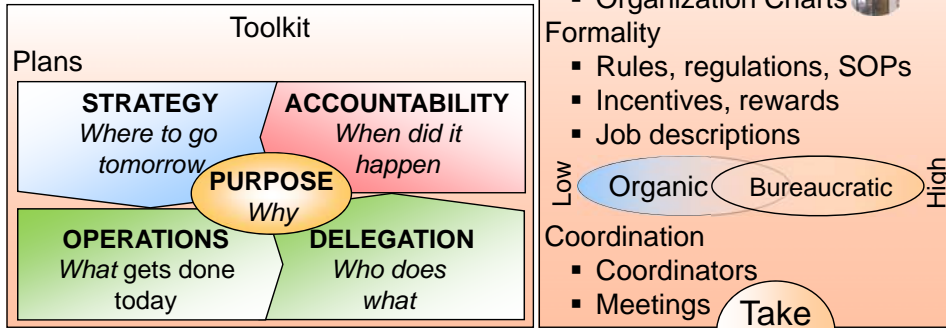 Toolkit
Plans
STRATEGY
Where to go
tomorrow
ACCOUNTABILITY
When did it
happen
PURPOSE
Why
OPERATIONS
What gets done
today
DELEGATION
Who does
what
▪ Organization Charts
Formality
▪ Rules, regulations, SOPs
▪ Incentives, rewards
▪ Job descriptions
Low
Organic
Bureaucratic
High
Coordination
▪ Coordinators
▪ Meetings
Take